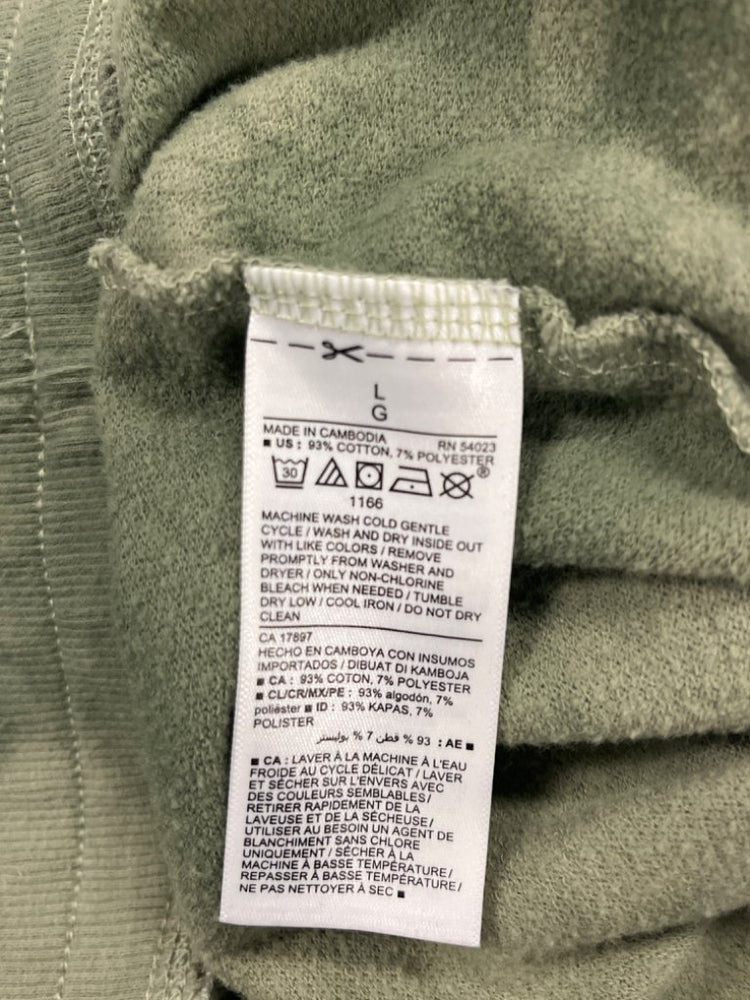 L
G
MADE IN CAMBODIA RN 54023
■ US : 93% COTTON, 7% POLYESTER
30 ®
1166
MACHINE WASH COLD GENTLE
CYCLE / WASH AND DRY INSIDE OUT
WITH LIKE COLORS / REMOVE
PROMPTLY FROM WASHER AND
DRYER / ONLY NON-CHLORINE
BLEACH WHEN NEEDED / TUMBLE
DRY LOW / COOL IRON / DO NOT DRY
CLEAN
CA 17897
HECHO EN CAMBOYA CON INSUMOS
IMPORTADOS / DIBUAT DI KAMBOJA
■ CA : 93% COTON, 7% POLYESTER
■ CL/CR/MX/PE : 93% algodón, 7%
poliéster ■ ID : 93% KAPAS, 7%
POLISTER
■ AE : 93 % قطن 7 % بوليستر
■ CA : LAVER À LA MACHINE À L'EAU
FROIDE AU CYCLE DÉLICAT / LAVER
ET SÉCHER SUR L'ENVERS AVEC
DES COULEURS SEMBLABLES /
RETIRER RAPIDEMENT DE LA
LAVEUSE ET DE LA SÉCHEUSE /
UTILISER AU BESOIN UN AGENT DE
BLANCHIMENT SANS CHLORE
UNIQUEMENT / SÉCHER À LA
MACHINE À BASSE TEMPÉRATURE /
REPASSER À BASSE TEMPÉRATURE /
NE PAS NETTOYER À SEC ■